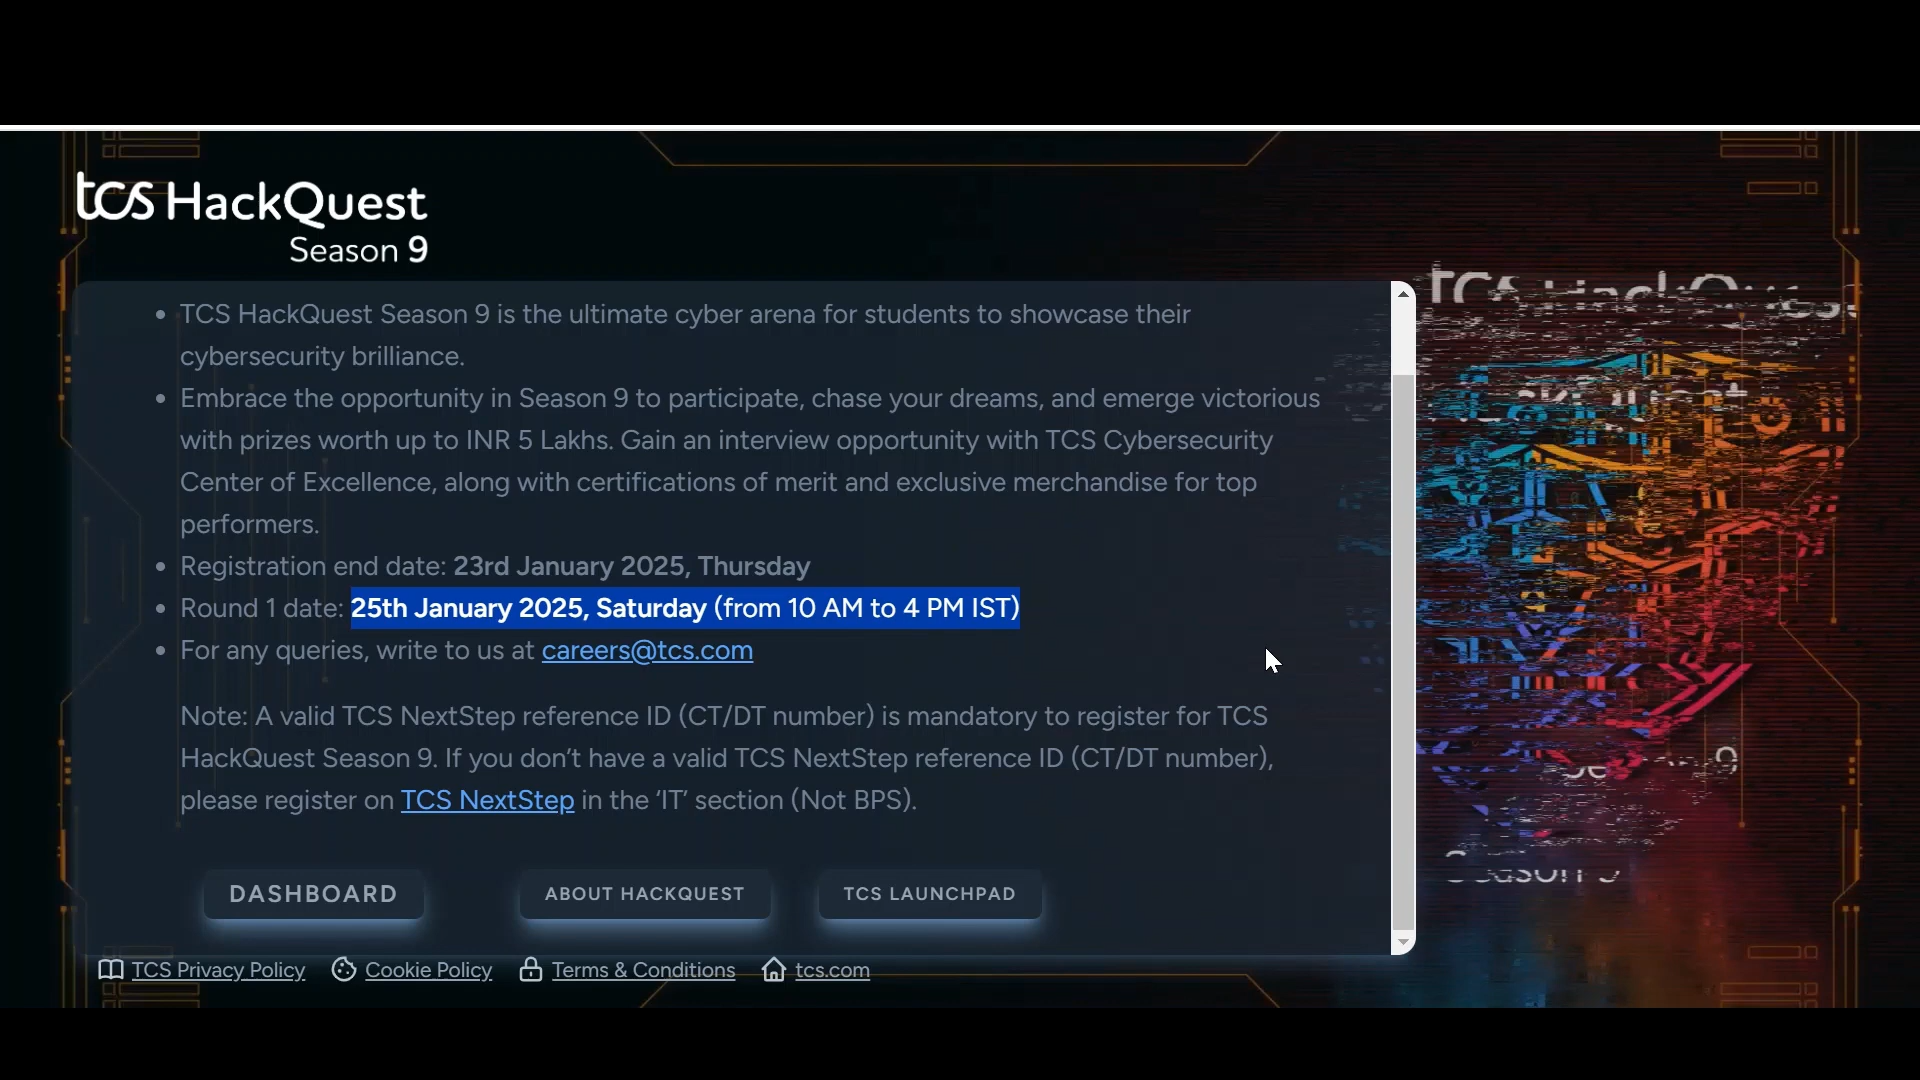 tcs HackQuest
Season 9
TCS HackQuest Season 9 is the ultimate cyber arena for students to showcase their
cybersecurity brilliance.
Embrace the opportunity in Season 9 to participate, chase your dreams, and emerge victorious
with prizes worth up to INR 5 Lakhs. Gain an interview opportunity with TCS Cybersecurity
Center of Excellence, along with certifications of merit and exclusive merchandise for top
performers.
Registration end date: 23rd January 2025, Thursday
Round 1 date: 25th January 2025, Saturday (from 10 AM to 4 PM IST)
For any queries, write to us at careers@tcs.com
Note: A valid TCS NextStep reference ID (CT/DT number) is mandatory to register for TCS
HackQuest Season 9. If you don’t have a valid TCS NextStep reference ID (CT/DT number),
please register on TCS NextStep in the ‘IT’ section (Not BPS).
DASHBOARD ABOUT HACKQUEST TCS LAUNCHPAD
TCS Privacy Policy Cookie Policy Terms & Conditions tcs.com